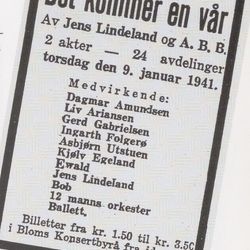 Det kommer en vår
Av Jens Lindeland og A. B. B.
2 akter — 24 avdelinger
torsdag den 9. januar 1941.
Medvirkende:
Dagmar Amundsen
Liv Ariansen
Gerd Gabrielsen
Ingarth Folgerø
Asbjørn Utstuen
Kjølv Egeland
Ewald
Jens Lindeland
Bob
12 manns orkester
Ballett.
Billetter fra kr. 1.50 til kr. 3.50
i Bloms Konsertbyrå fra